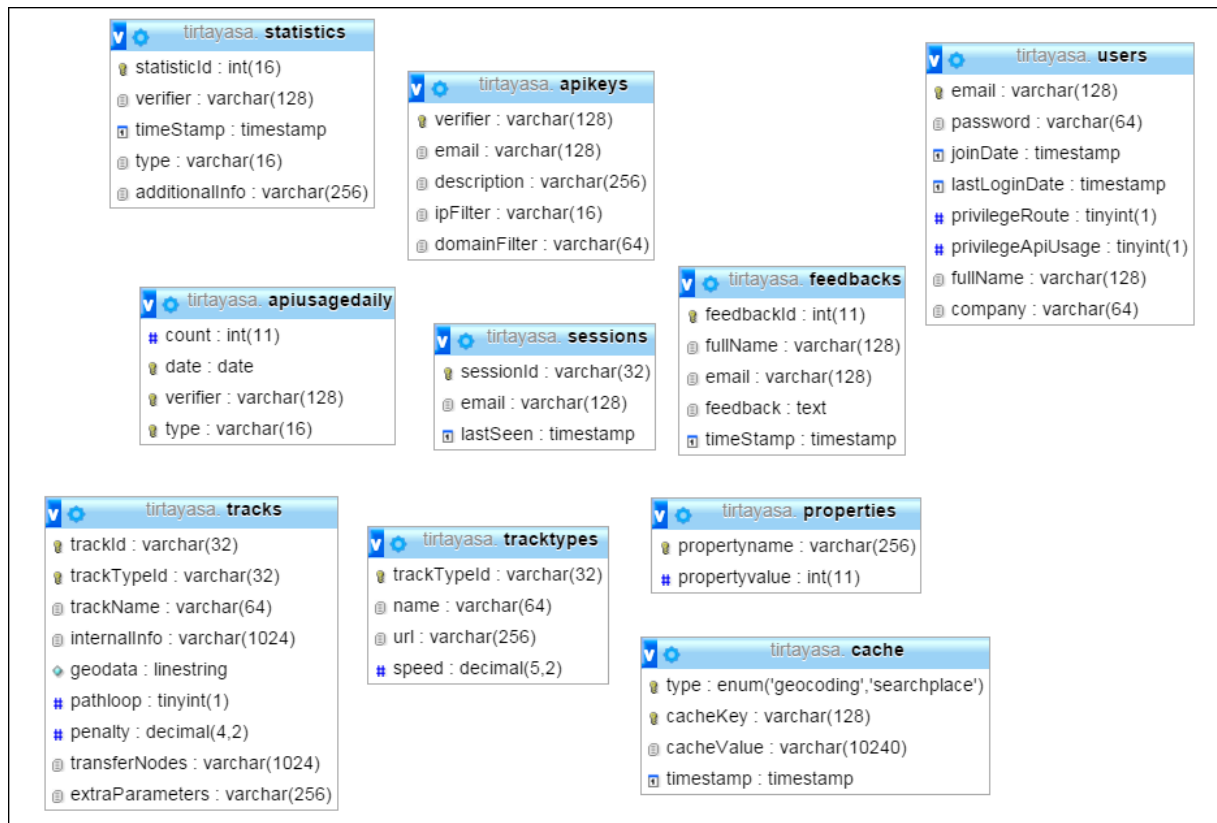 tirtayasa. statistics
statisticId : int(16)
verifier : varchar(128)
timeStamp : timestamp
type : varchar(16)
additionalInfo : varchar(256)
tirtayasa. apikeys
verifier : varchar(128)
email : varchar(128)
description : varchar(256)
ipFilter : varchar(16)
domainFilter : varchar(64)
tirtayasa. users
email : varchar(128)
password : varchar(64)
joinDate : timestamp
lastLoginDate : timestamp
# privilegeRoute : tinyint(1)
# privilegeApiUsage : tinyint(1)
fullName : varchar(128)
company : varchar(64)
tirtayasa. apiusagedaily
# count : int(11)
date : date
verifier : varchar(128)
type : varchar(16)
tirtayasa. sessions
sessionId : varchar(32)
email : varchar(128)
lastSeen : timestamp
tirtayasa. feedbacks
feedbackId : int(11)
fullName : varchar(128)
email : varchar(128)
feedback : text
timeStamp : timestamp
tirtayasa. tracks
trackId : varchar(32)
trackTypeId : varchar(32)
trackName : varchar(64)
internalInfo : varchar(1024)
geodata : linestring
# pathloop : tinyint(1)
# penalty : decimal(4,2)
transferNodes : varchar(1024)
extraParameters : varchar(256)
tirtayasa. tracktypes
trackTypeId : varchar(32)
name : varchar(64)
url : varchar(256)
# speed : decimal(5,2)
tirtayasa. properties
propertyname : varchar(256)
# propertyvalue : int(11)
tirtayasa. cache
type : enum('geocoding','searchplace')
cacheKey : varchar(128)
cacheValue : varchar(10240)
timestamp : timestamp